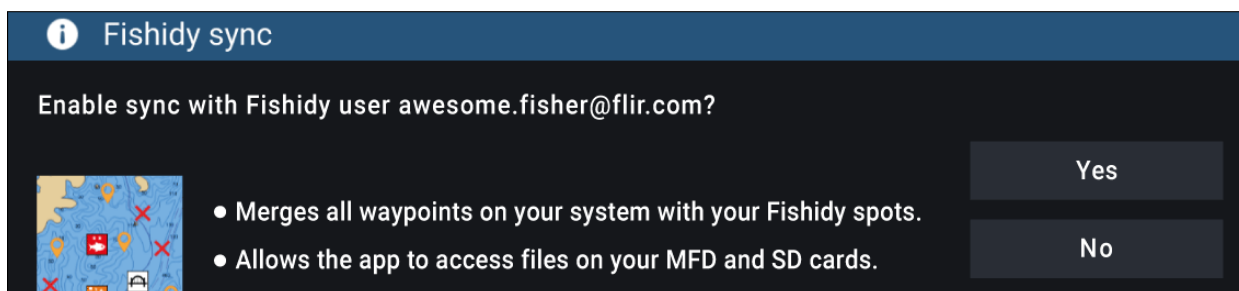 Fishidy sync
Enable sync with Fishidy user awesome.fisher@flir.com?
Yes
● Merges all waypoints on your system with your Fishidy spots.
No
● Allows the app to access files on your MFD and SD cards.